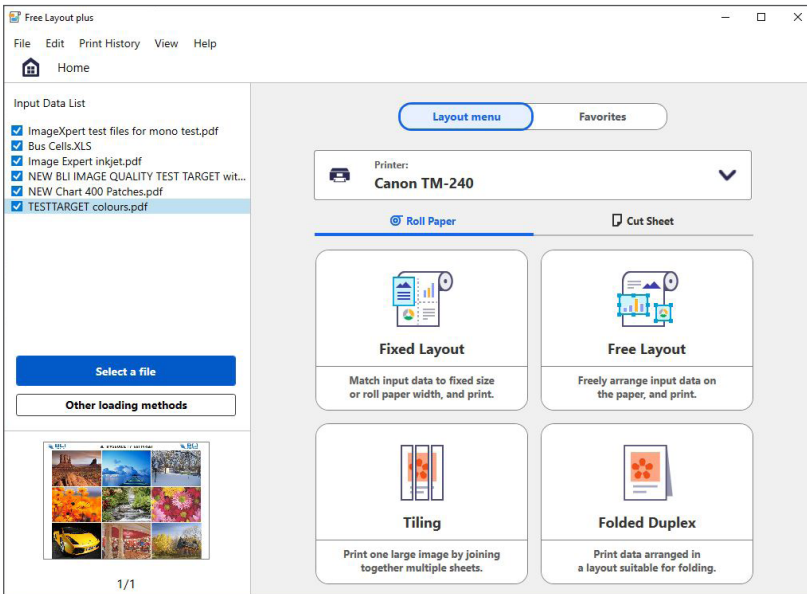 Free Layout plus
File Edit Print History View Help
Home
Input Data List
ImageXpert test files for mono test.pdf
Bus Cells.XLS
Image Expert inkjet.pdf
NEW BLI IMAGE QUALITY TEST TARGET wit...
NEW Chart 400 Patches.pdf
TESTTARGET colours.pdf
Select a file
Other loading methods
1/1
Layout menu Favorites
Printer:
Canon TM-240
Roll Paper Cut Sheet
Fixed Layout
Match input data to fixed size
or roll paper width, and print.
Free Layout
Freely arrange input data on
the paper, and print.
Tiling
Print one large image by joining
together multiple sheets.
Folded Duplex
Print data arranged in
a layout suitable for folding.